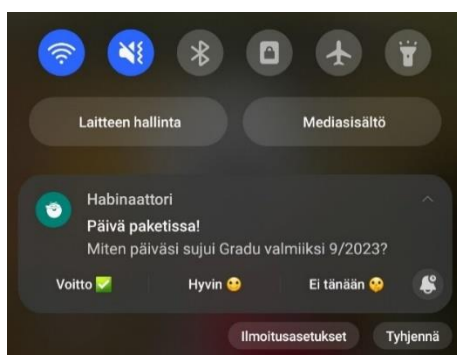 Laitteen hallinta Mediasisältö
Habinaattori
Päivä paketissa!
Miten päiväsi sujui Gradu valmiiksi 9/2023?
Voitto ✅ Hyvin 🙂 Ei tänään 🤫
Ilmoitusasetukset Tyhjennä